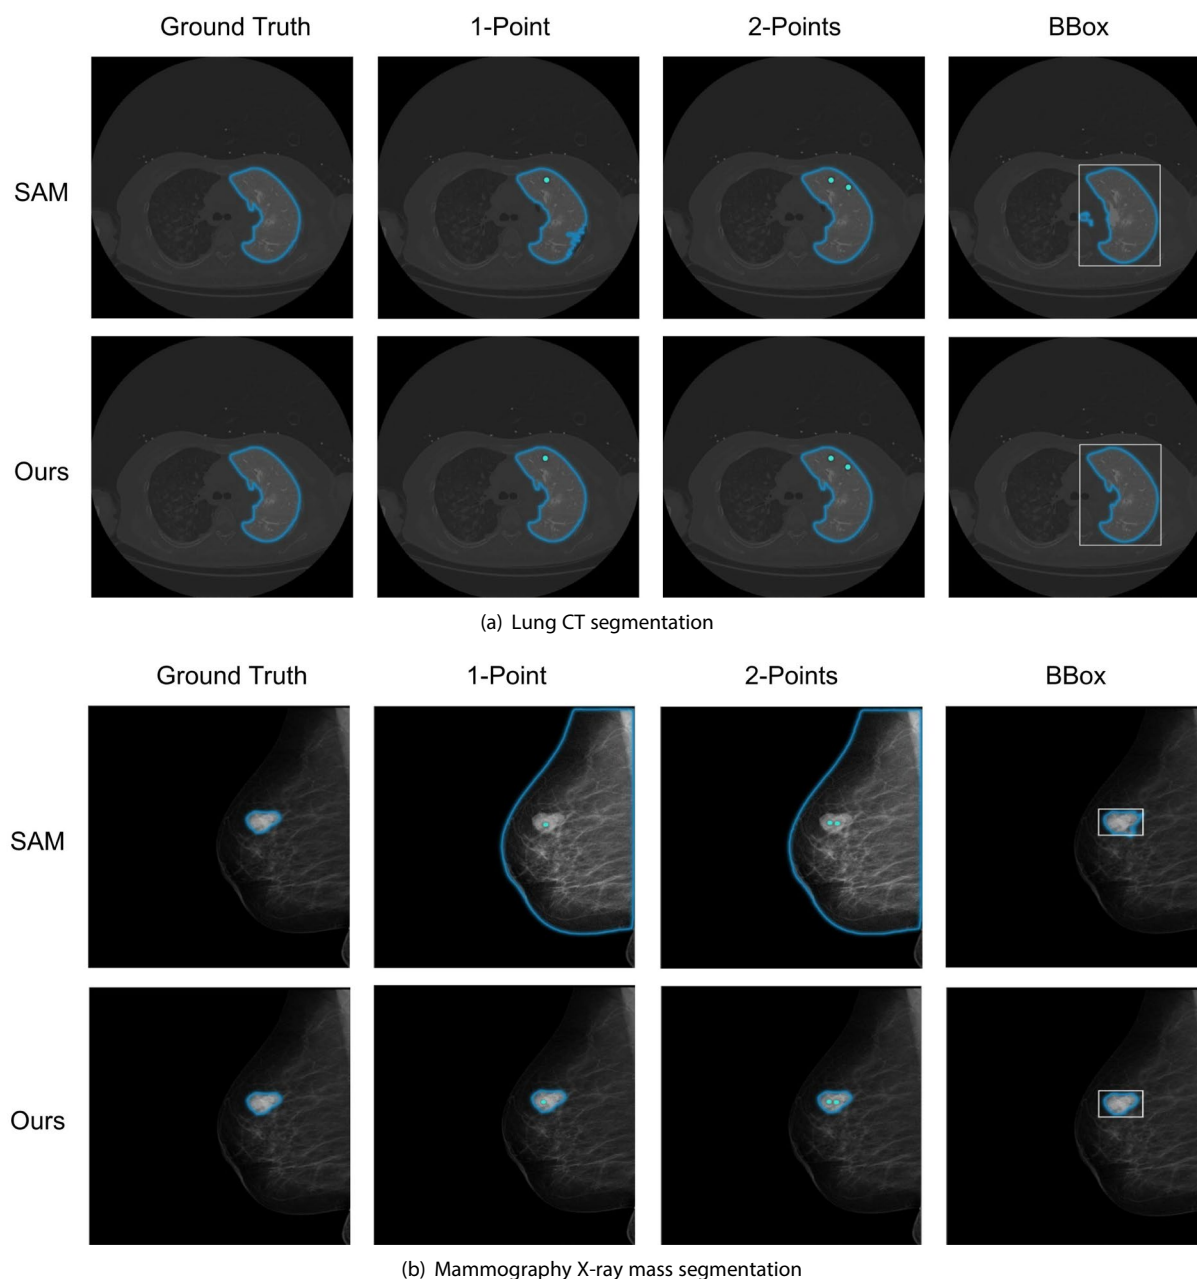 Ground Truth 1-Point 2-Points BBox
SAM
Ours
(a) Lung CT segmentation
Ground Truth 1-Point 2-Points BBox
SAM
Ours
(b) Mammography X-ray mass segmentation